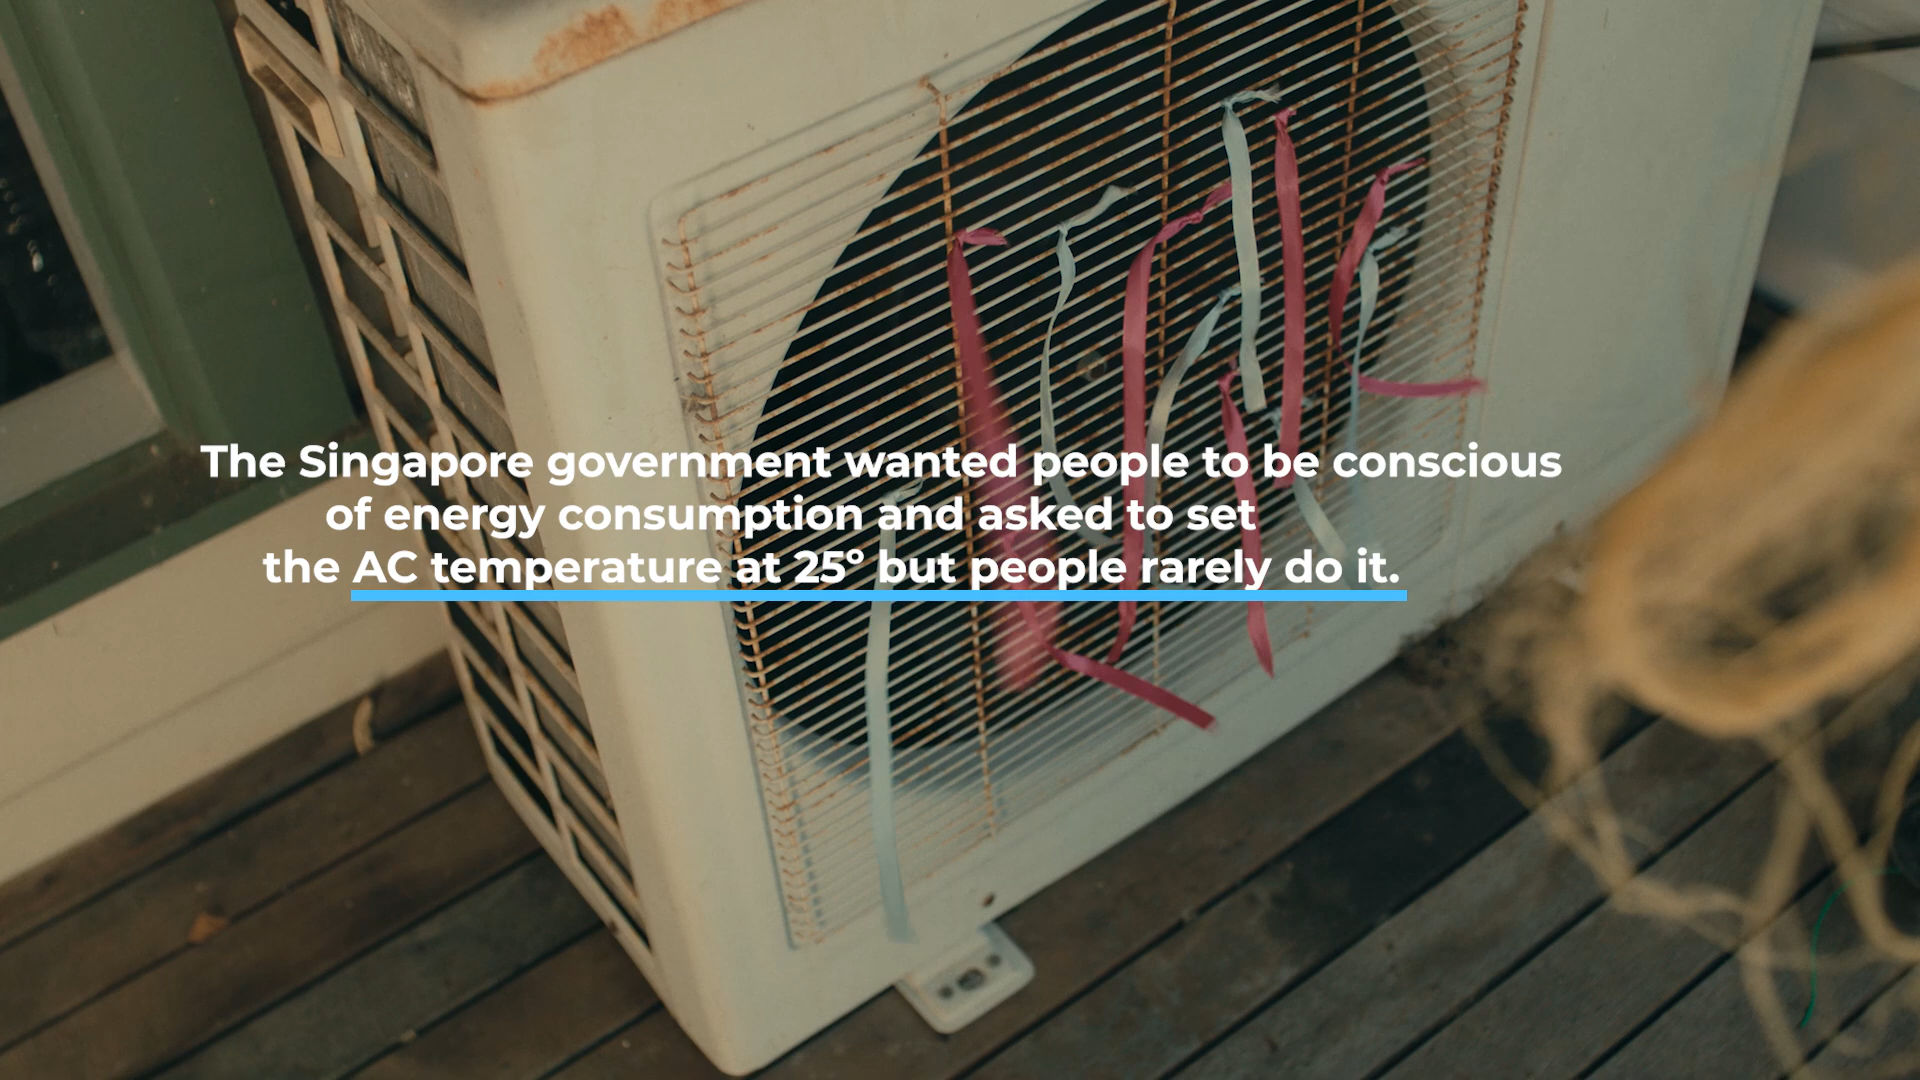 The Singapore government wanted people to be conscious
of energy consumption and asked to set
the AC temperature at 25º but people rarely do it.